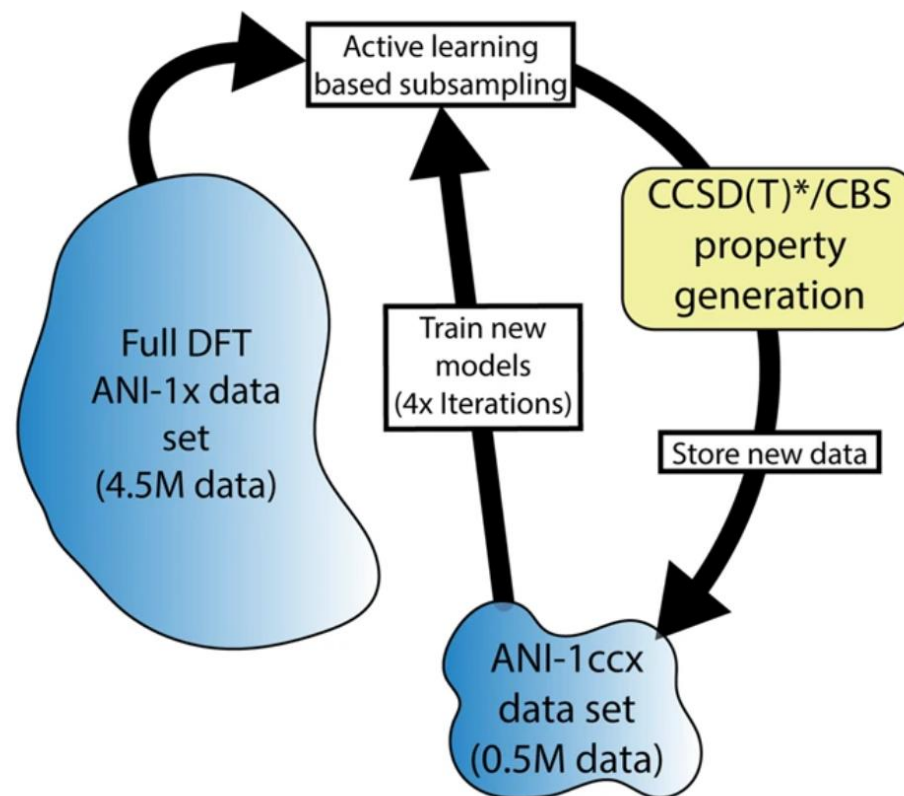 Active learning
based subsampling
CCSD(T)*/CBS
property
generation
Full DFT
ANI-1x data
set
(4.5M data)
Train new
models
(4x Iterations)
Store new data
ANI-1ccx
data set
(0.5M data)